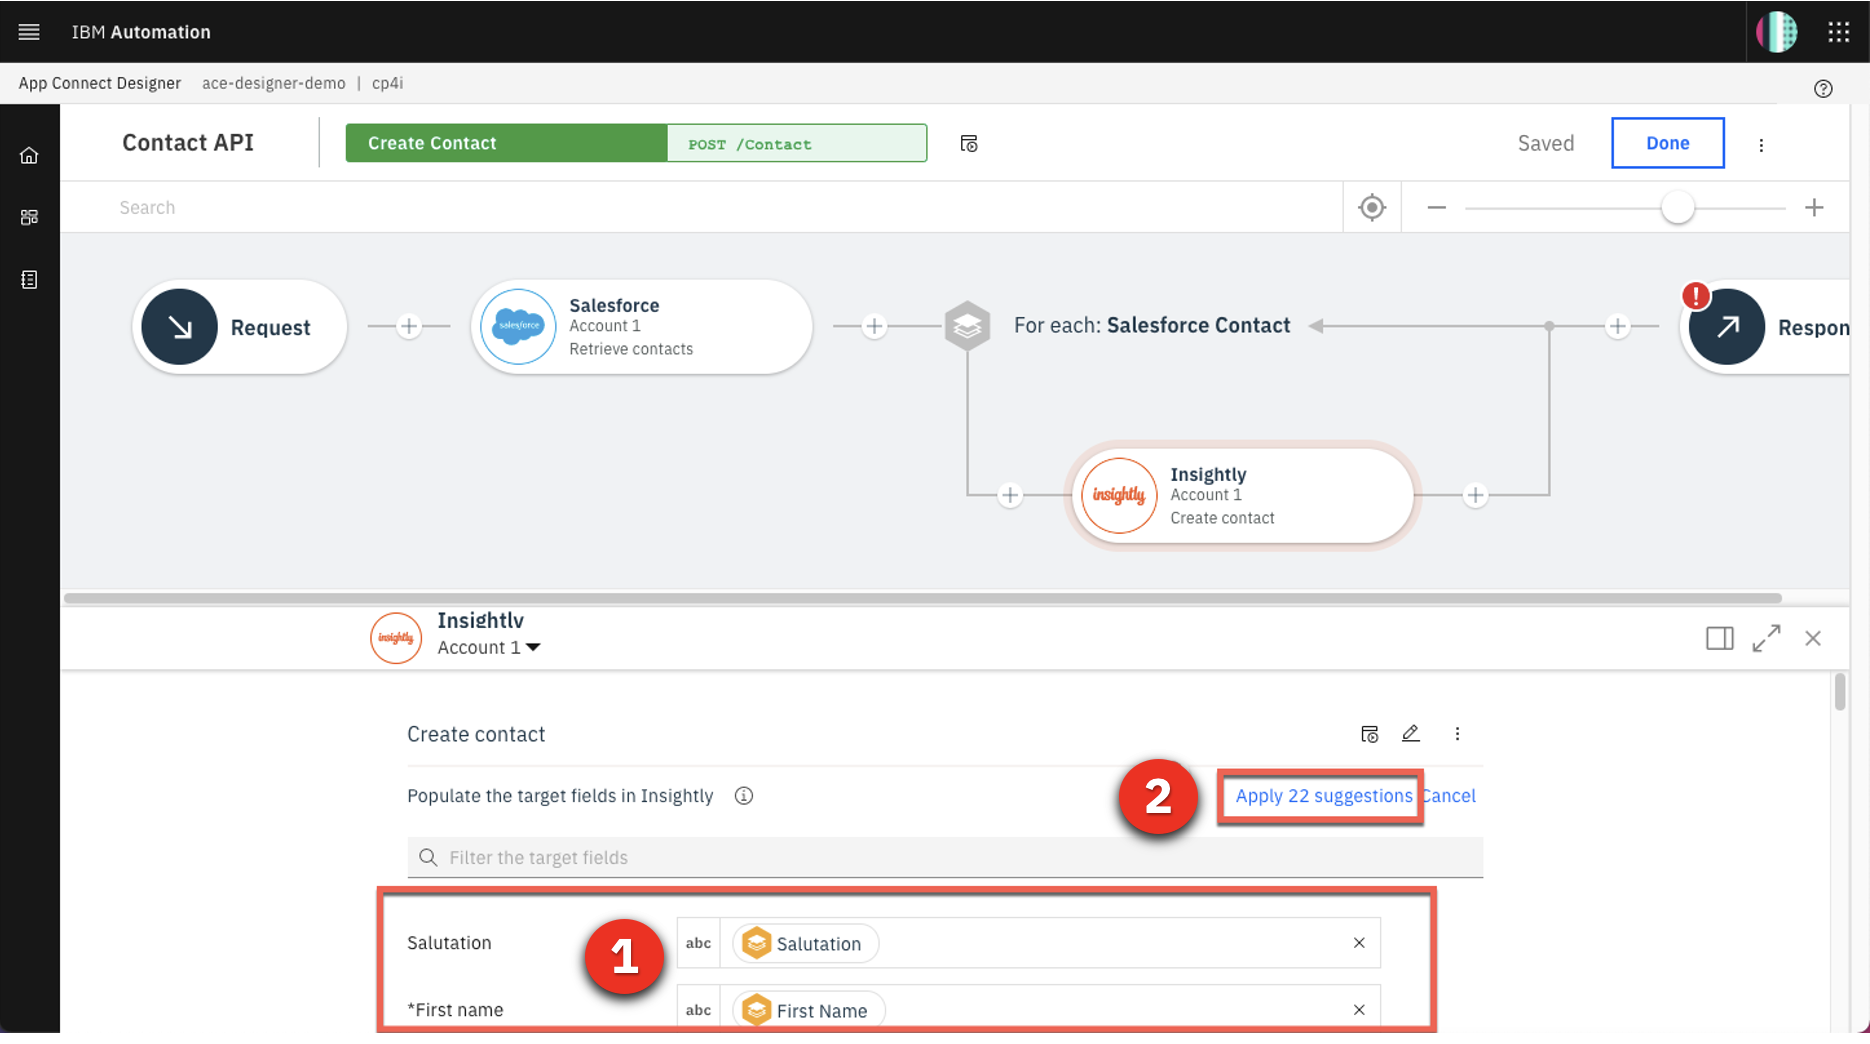 IBM Automation
App Connect Designer ace-designer-demo | cp4i
Contact API
Create Contact
POST /Contact
Saved
Done
Search
Request
salesforce
Salesforce
Account 1
Retrieve contacts
For each: Salesforce Contact
!
Respon
insightly
Insightly
Account 1
Create contact
insightly
Insightly
Account 1
Create contact
Populate the target fields in Insightly
2
Apply 22 suggestions
Cancel
Filter the target fields
1
Salutation
abc
Salutation
*First name
abc
First Name